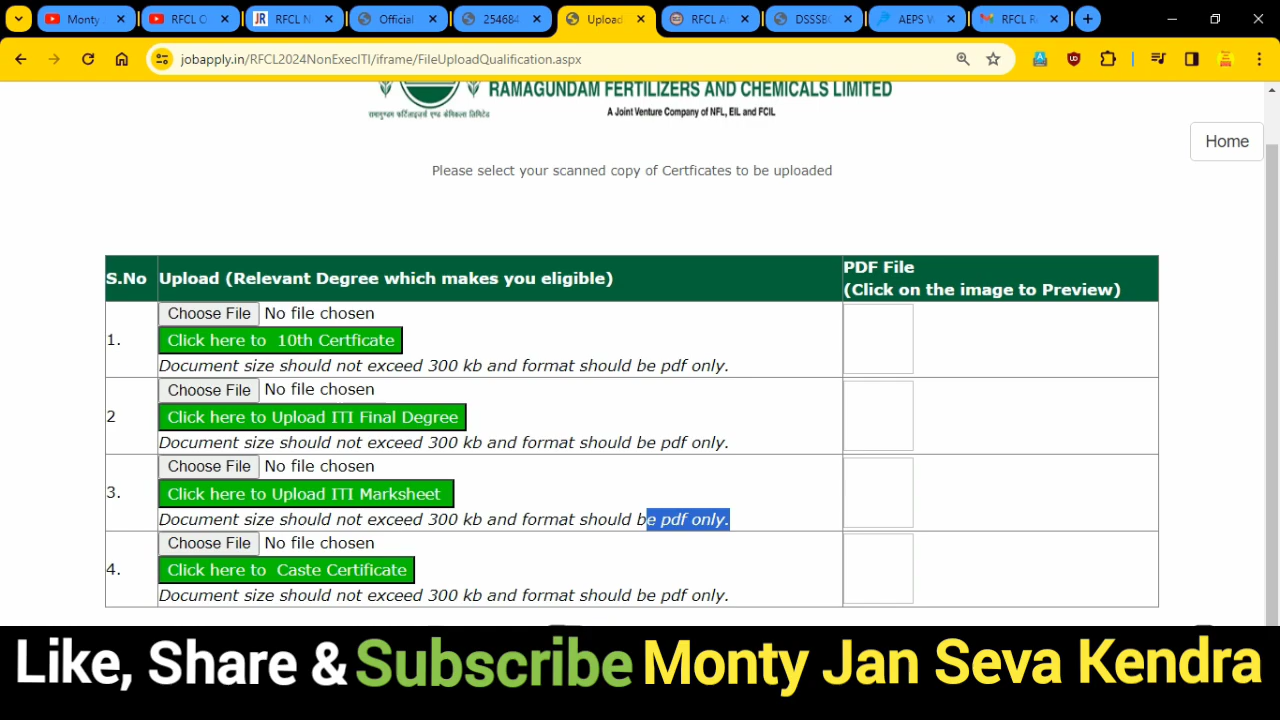 Monty
RFCL O
RFCL N
Official
254684
Upload
RFCL A
DSSSB
AEPS W
RFCL R
jobapply.in/RFCL2024NonExecITI/iframe/FileUploadQualification.aspx
RAMAGUNDAM FERTILIZERS AND CHEMICALS LIMITED
रामागुण्डम फर्टिलाइजर्स एण्ड केमिकल्स लिमिटेड
A Joint Venture Company of NFL, EIL and FCIL
Home
Please select your scanned copy of Certficates to be uploaded
S.No Upload (Relevant Degree which makes you eligible) PDF File
(Click on the image to Preview)
Choose File No file chosen
1. Click here to 10th Certficate
Document size should not exceed 300 kb and format should be pdf only.
Choose File No file chosen
2 Click here to Upload ITI Final Degree
Document size should not exceed 300 kb and format should be pdf only.
Choose File No file chosen
3. Click here to Upload ITI Marksheet
Document size should not exceed 300 kb and format should be pdf only.
Choose File No file chosen
4. Click here to Caste Certificate
Document size should not exceed 300 kb and format should be pdf only.
Like, Share & Subscribe Monty Jan Seva Kendra